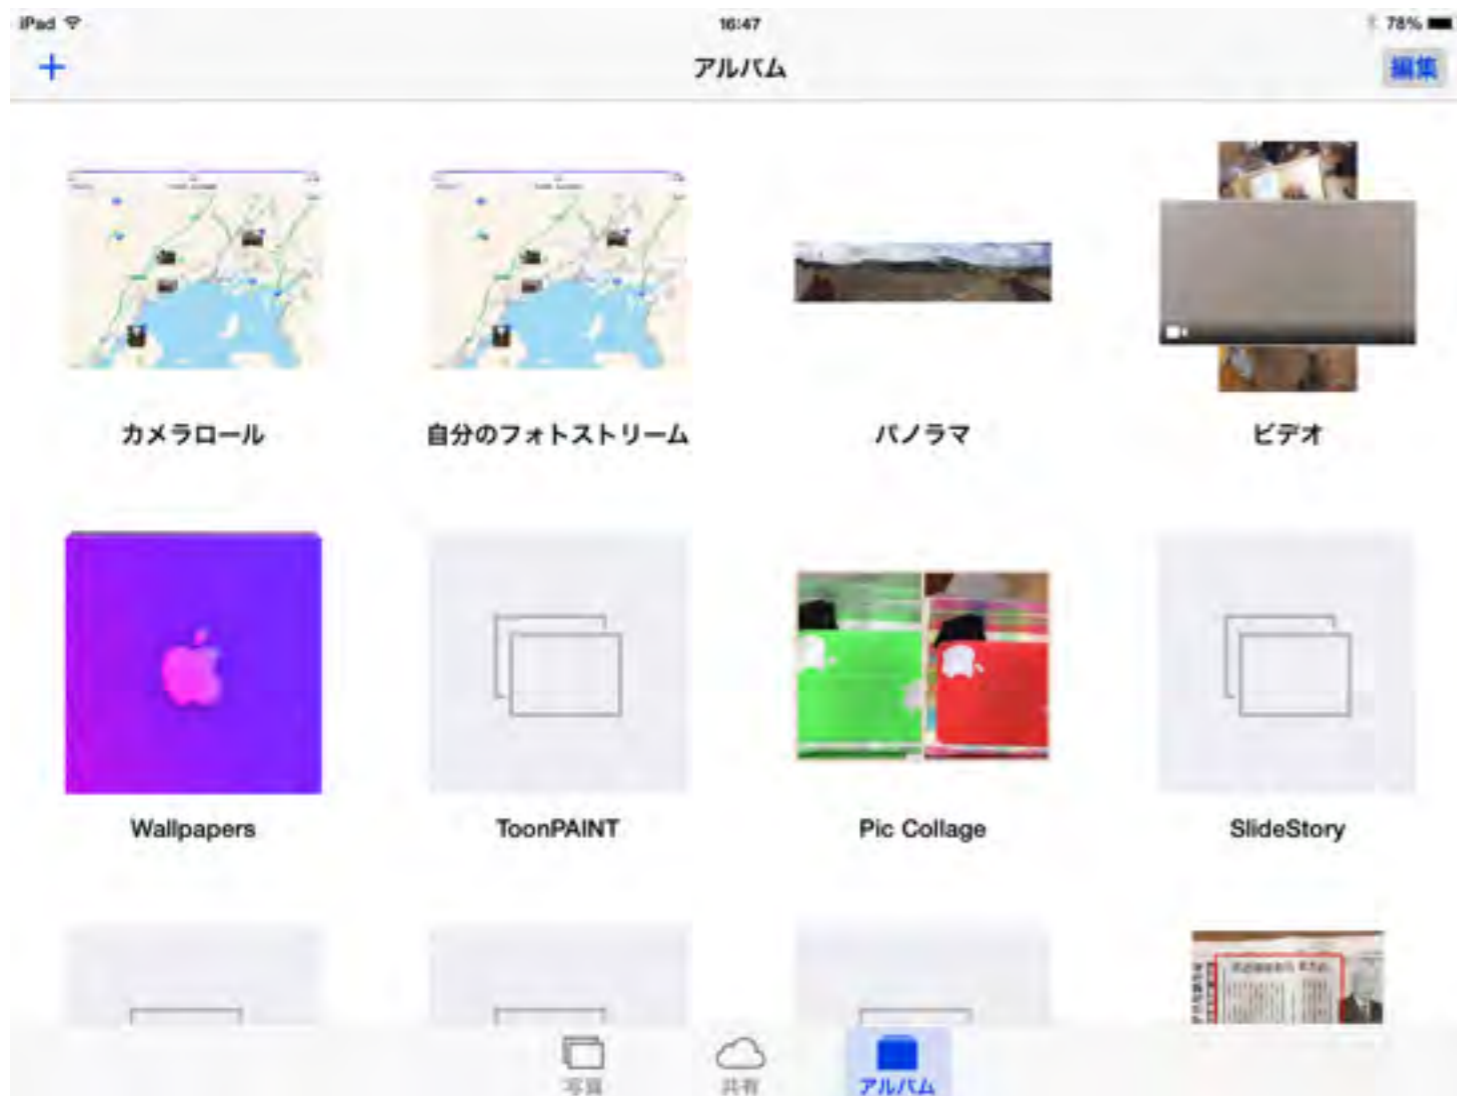 iPad
16:47
78%
+
アルバム
編集
カメラロール
自分のフォトストリーム
パノラマ
ビデオ
Wallpapers
ToonPAINT
Pic Collage
SlideStory
写真
共有
アルバム